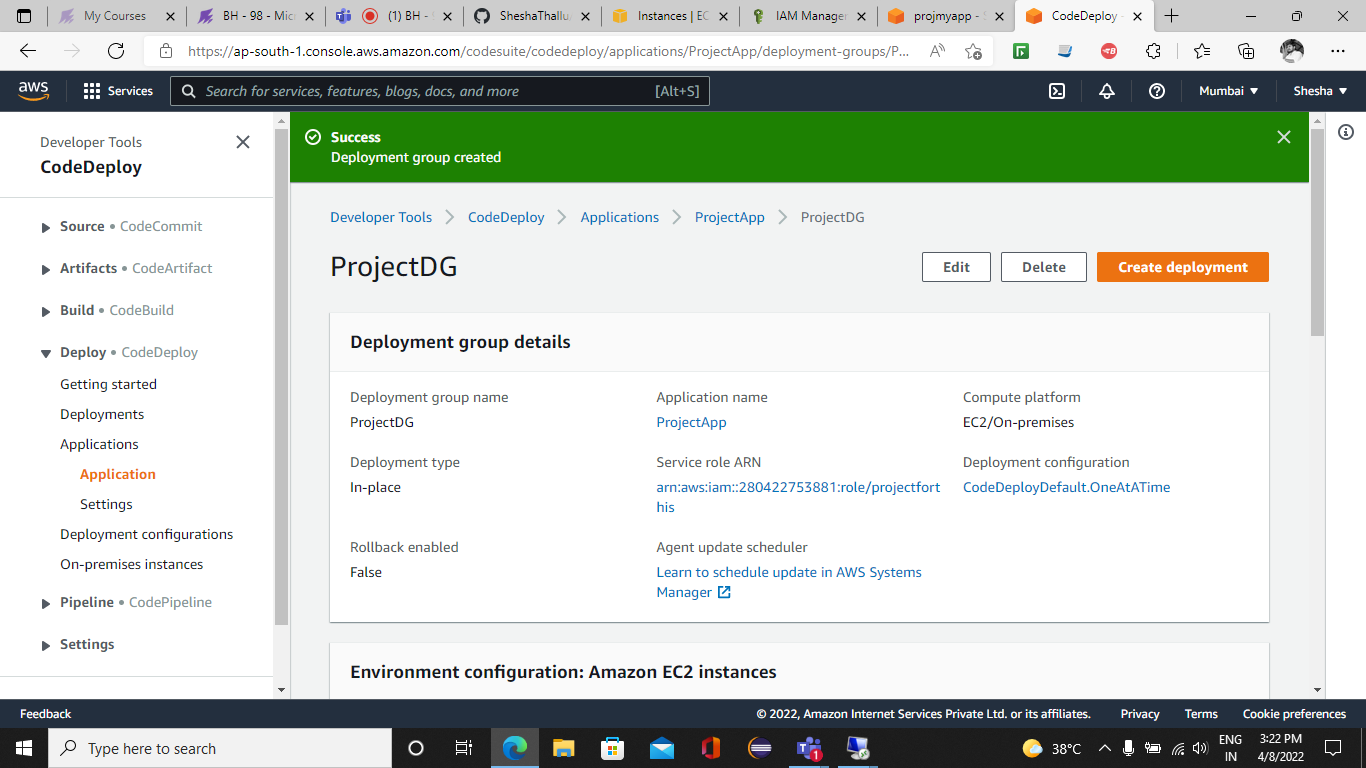 My Courses
BH - 98 - Mic
(1) BH -
SheshaThallu
Instances | EC
IAM Manager
projmyapp - S
CodeDeploy -
https://ap-south-1.console.aws.amazon.com/codesuite/codedeploy/applications/ProjectApp/deployment-groups/P...
aws
Services
Search for services, features, blogs, docs, and more
[Alt+S]
Mumbai
Shesha
Developer Tools
CodeDeploy
Source • CodeCommit
Artifacts • CodeArtifact
Build • CodeBuild
Deploy • CodeDeploy
Getting started
Deployments
Applications
Application
Settings
Deployment configurations
On-premises instances
Pipeline • CodePipeline
Settings
Success
Deployment group created
Developer Tools
CodeDeploy
Applications
ProjectApp
ProjectDG
ProjectDG
Edit
Delete
Create deployment
Deployment group details
Deployment group name
ProjectDG
Application name
ProjectApp
Compute platform
EC2/On-premises
Deployment type
In-place
Service role ARN
arn:aws:iam::280422753881:role/projectfort
his
Deployment configuration
CodeDeployDefault.OneAtATime
Rollback enabled
False
Agent update scheduler
Learn to schedule update in AWS Systems
Manager
Environment configuration: Amazon EC2 instances
Feedback
© 2022, Amazon Internet Services Private Ltd. or its affiliates.
Privacy
Terms
Cookie preferences
Type here to search
1
38°C
ENG
IN
3:22 PM
4/8/2022